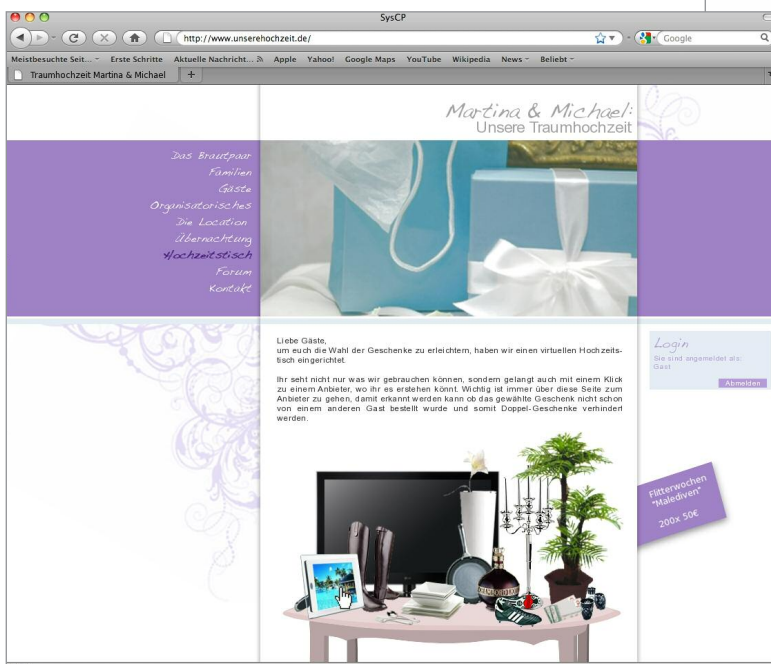 SysCP
http://www.unserehochzeit.de/
Google
Meistbesuchte Seit... Erste Schritte Aktuelle Nachricht... Apple Yahoo! Google Maps YouTube Wikipedia News Beliebt
Traumhochzeit Martina & Michael
Martina & Michael:
Unsere Traumhochzeit
Das Brautpaar
Familien
Gäste
Organisatorisches
Die Location
Übernachtung
Hochzeitstisch
Forum
Kontakt
Liebe Gäste,
um euch die Wahl der Geschenke zu erleichtern, haben wir einen virtuellen Hochzeits-
tisch eingerichtet.
Ihr seht nicht nur was wir gebrauchen können, sondern gelangt auch mit einem Klick
zu einem Anbieter, wo ihr es erstehen könnt. Wichtig ist immer über diese Seite zum
Anbieter zu gehen, damit erkannt werden kann ob das gewählte Geschenk nicht schon
von einem anderen Gast bestellt wurde und somit Doppel-Geschenke verhindert
werden.
Login
Sie sind angemeldet als:
Gast
Abmelden
Flitterwochen
"Malediven"
200x 50€